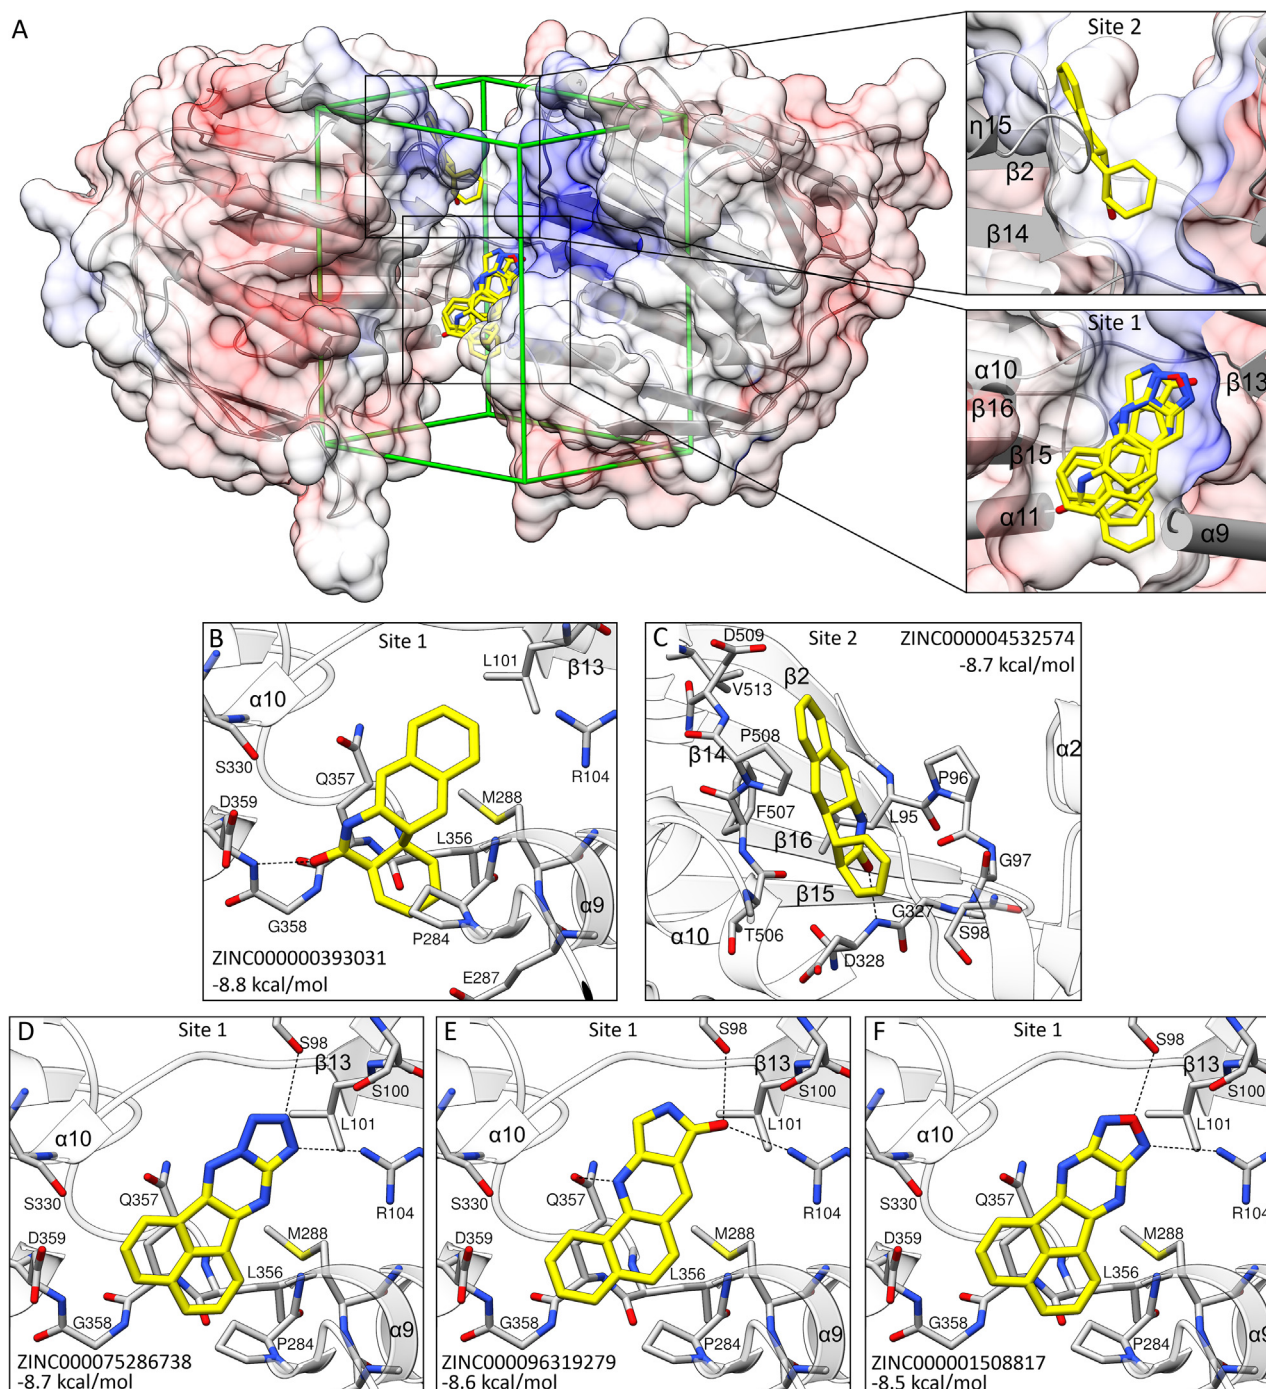 A
Site 2
η15
β2
β14
Site 1
α10
β13
β16
β15
α11
α9
B
Site 1
L101
β13
α10
S330
Q357
R104
D359
M288
L356
G358
P284
α9
ZINC000000393031
-8.8 kcal/mol
E287
C
D509
Site 2
ZINC000004532574
-8.7 kcal/mol
V513
β2
β14
P508
α2
P96
F507
L95
β16
G97
β15
G327
S98
α10
T506
D328
D
Site 1
S98
β13
S100
α10
L101
S330
Q357
R104
D359
M288
L356
G358
P284
α9
ZINC000075286738
-8.7 kcal/mol
E
Site 1
S98
β13
S100
α10
L101
S330
Q357
R104
D359
M288
L356
G358
P284
α9
ZINC000096319279
-8.6 kcal/mol
F
Site 1
S98
β13
S100
α10
L101
S330
Q357
R104
D359
M288
L356
G358
P284
α9
ZINC000001508817
-8.5 kcal/mol